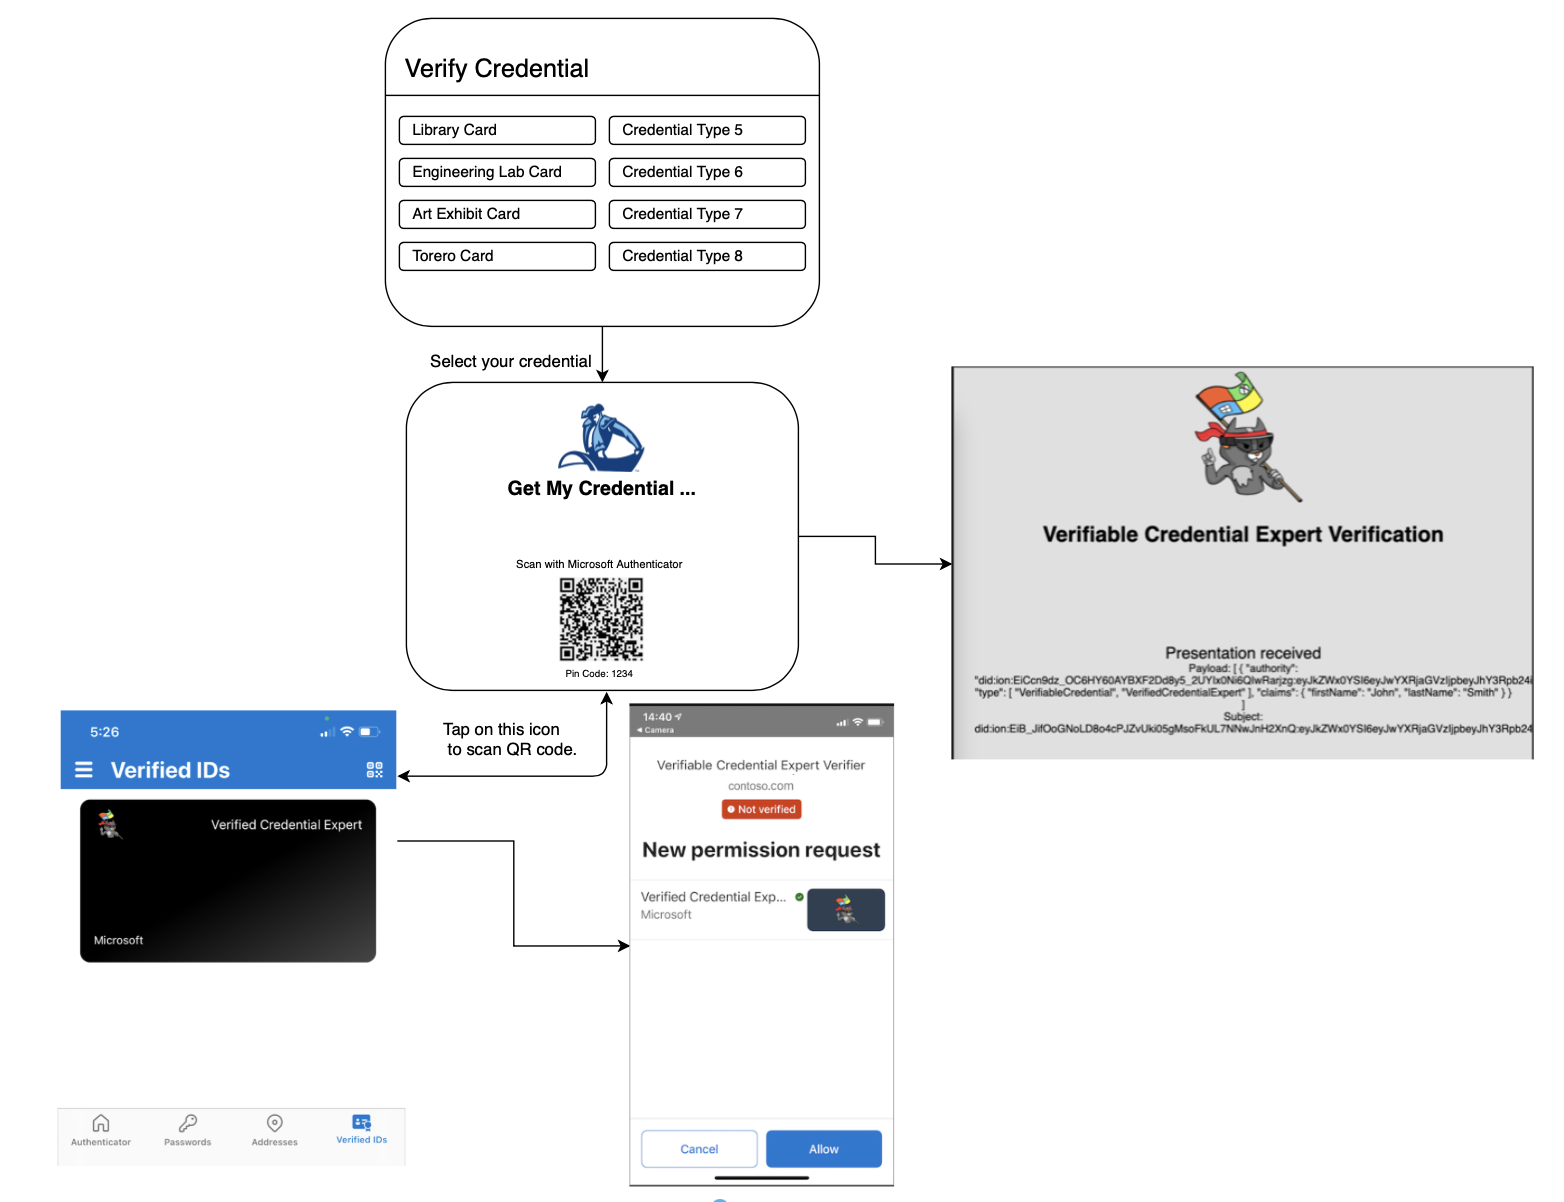 Verify Credential
Library Card
Credential Type 5
Engineering Lab Card
Credential Type 6
Art Exhibit Card
Credential Type 7
Torero Card
Credential Type 8
Select your credential
Get My Credential ...
Scan with Microsoft Authenticator
Pin Code: 1234
Verifiable Credential Expert Verification
Presentation received
Payload: [ { "authority":
"type": [ "VerifiableCredential", "VerifiedCredentialExpert" ], "claims": { "firstName": "John", "lastName": "Smith" } }
]
Subject:
Tap on this icon
to scan QR code.
5:26
Verified IDs
Verified Credential Expert
Microsoft
Authenticator
Passwords
Addresses
Verified IDs
14:40
Camera
Verifiable Credential Expert Verifier
contoso.com
Not verified
New permission request
Verified Credential Exp...
Microsoft
Cancel
Allow